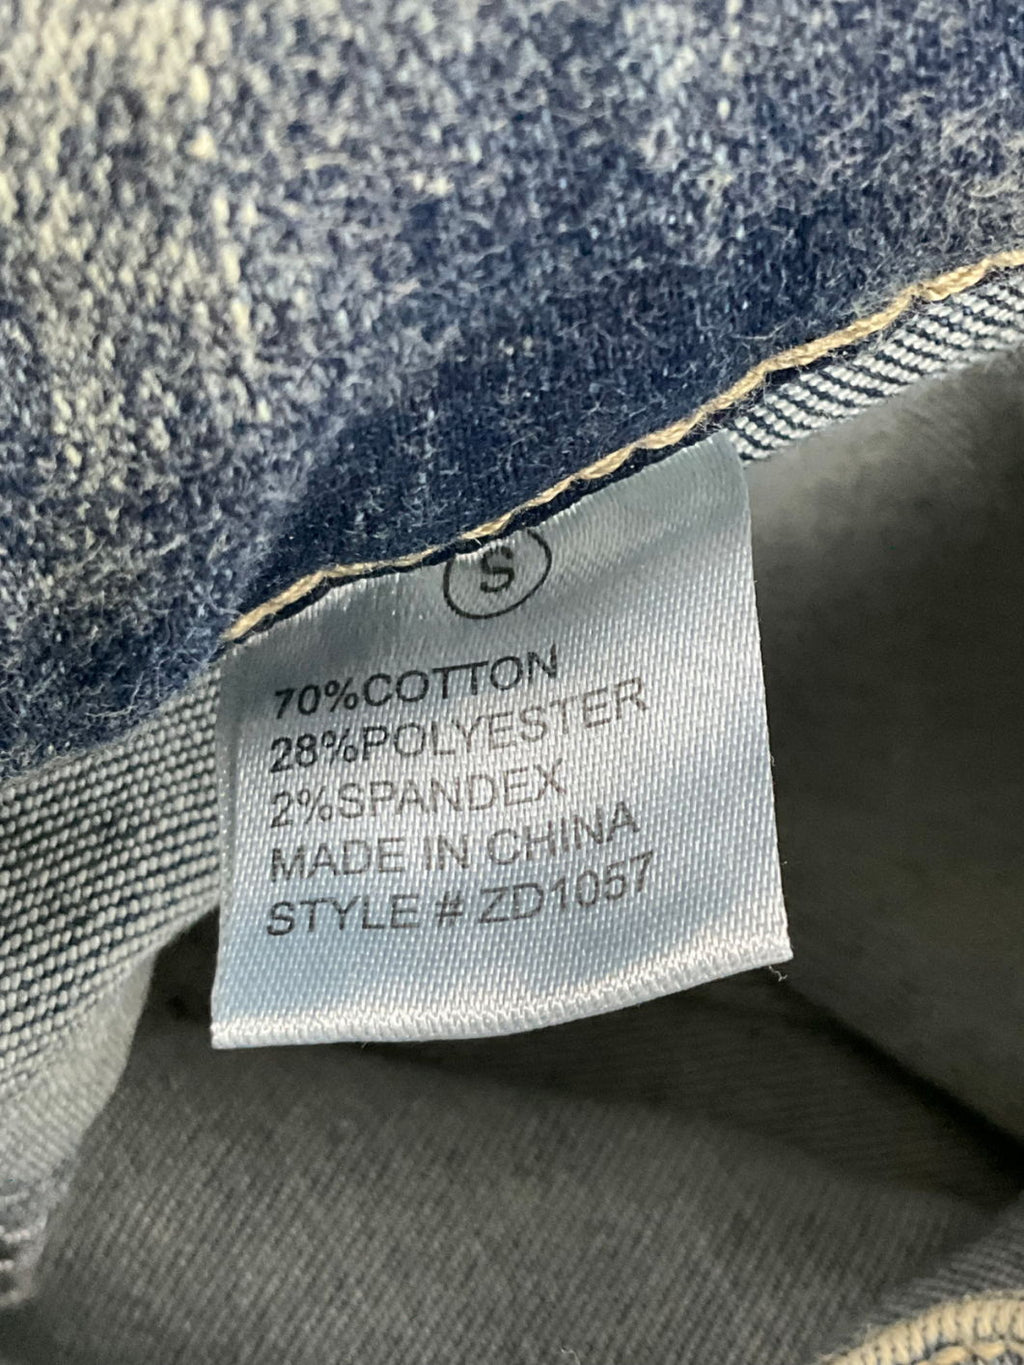 S
70%COTTON
28%POLYESTER
2%SPANDEX
MADE IN CHINA
STYLE # ZD1057